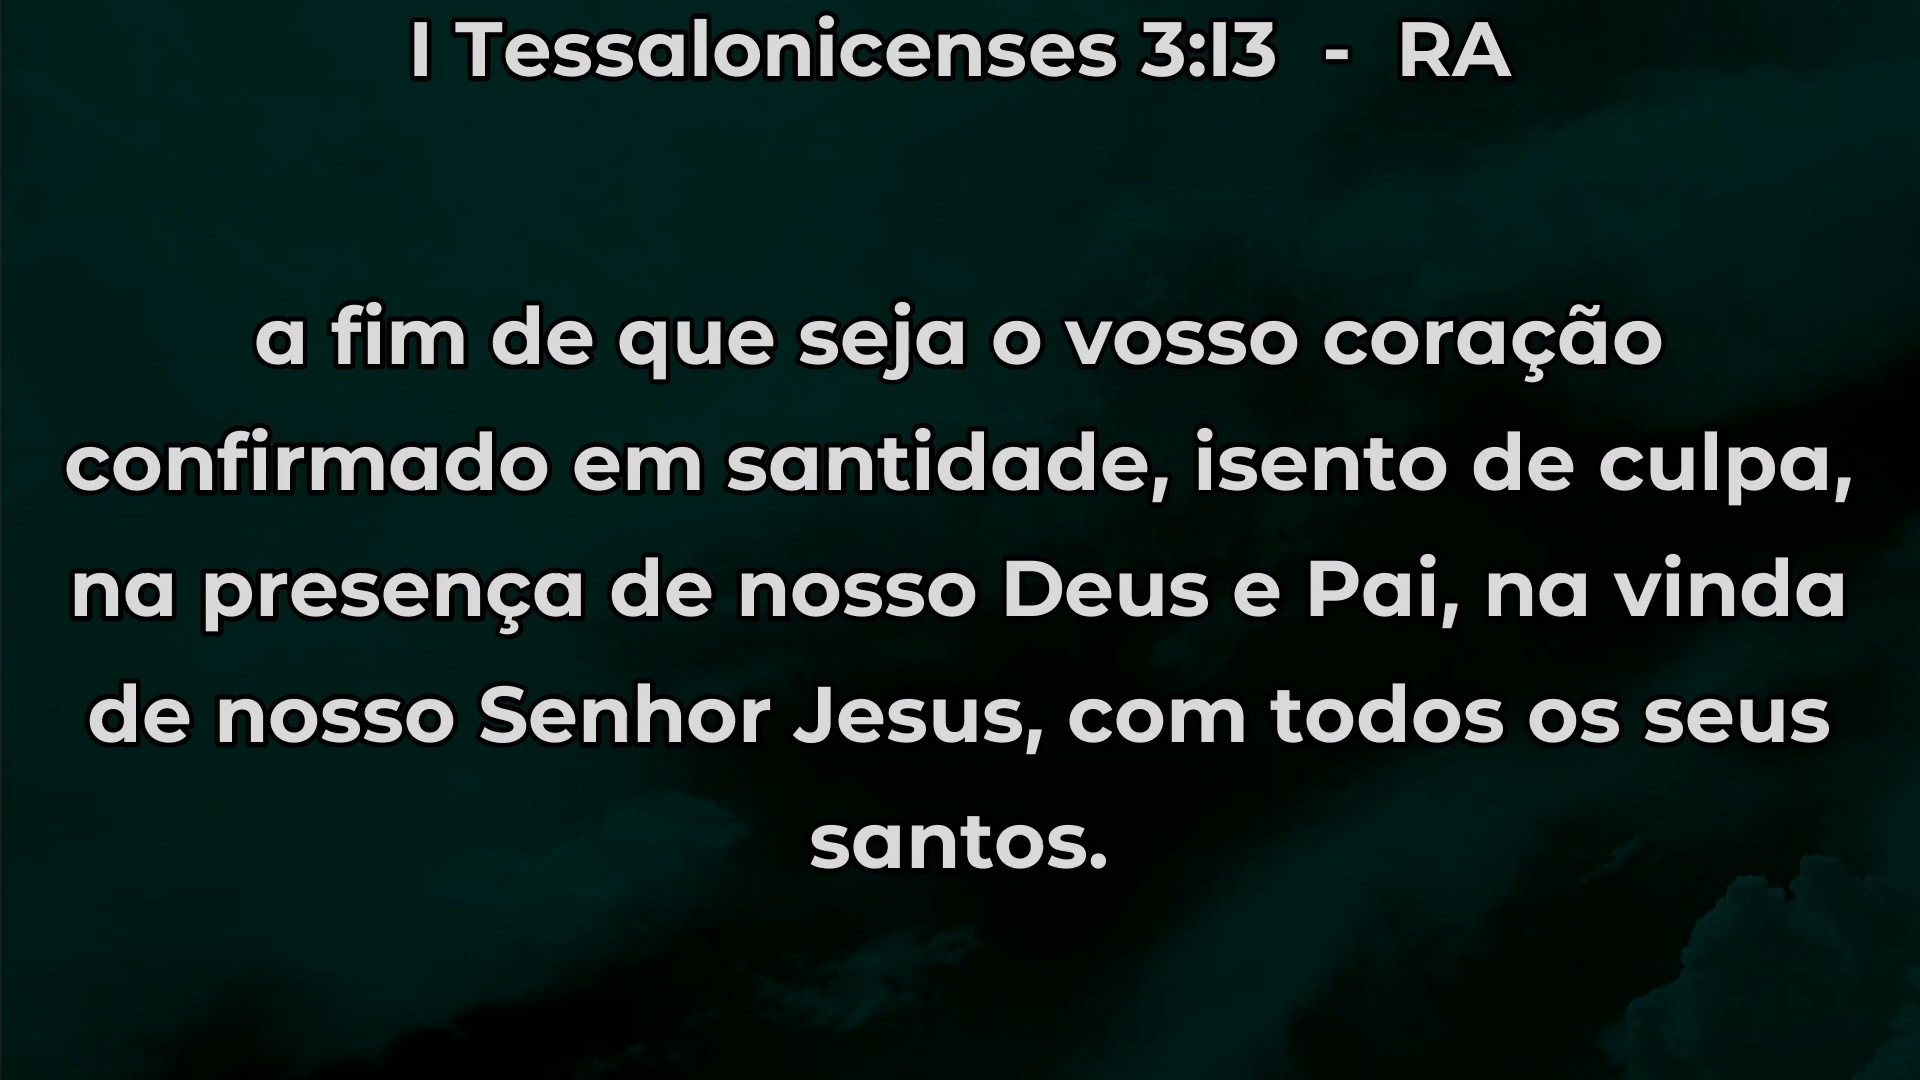 I Tessalonicenses 3:13 - RA
a fim de que seja o vosso coração
confirmado em santidade, isento de culpa,
na presença de nosso Deus e Pai, na vinda
de nosso Senhor Jesus, com todos os seus
santos.